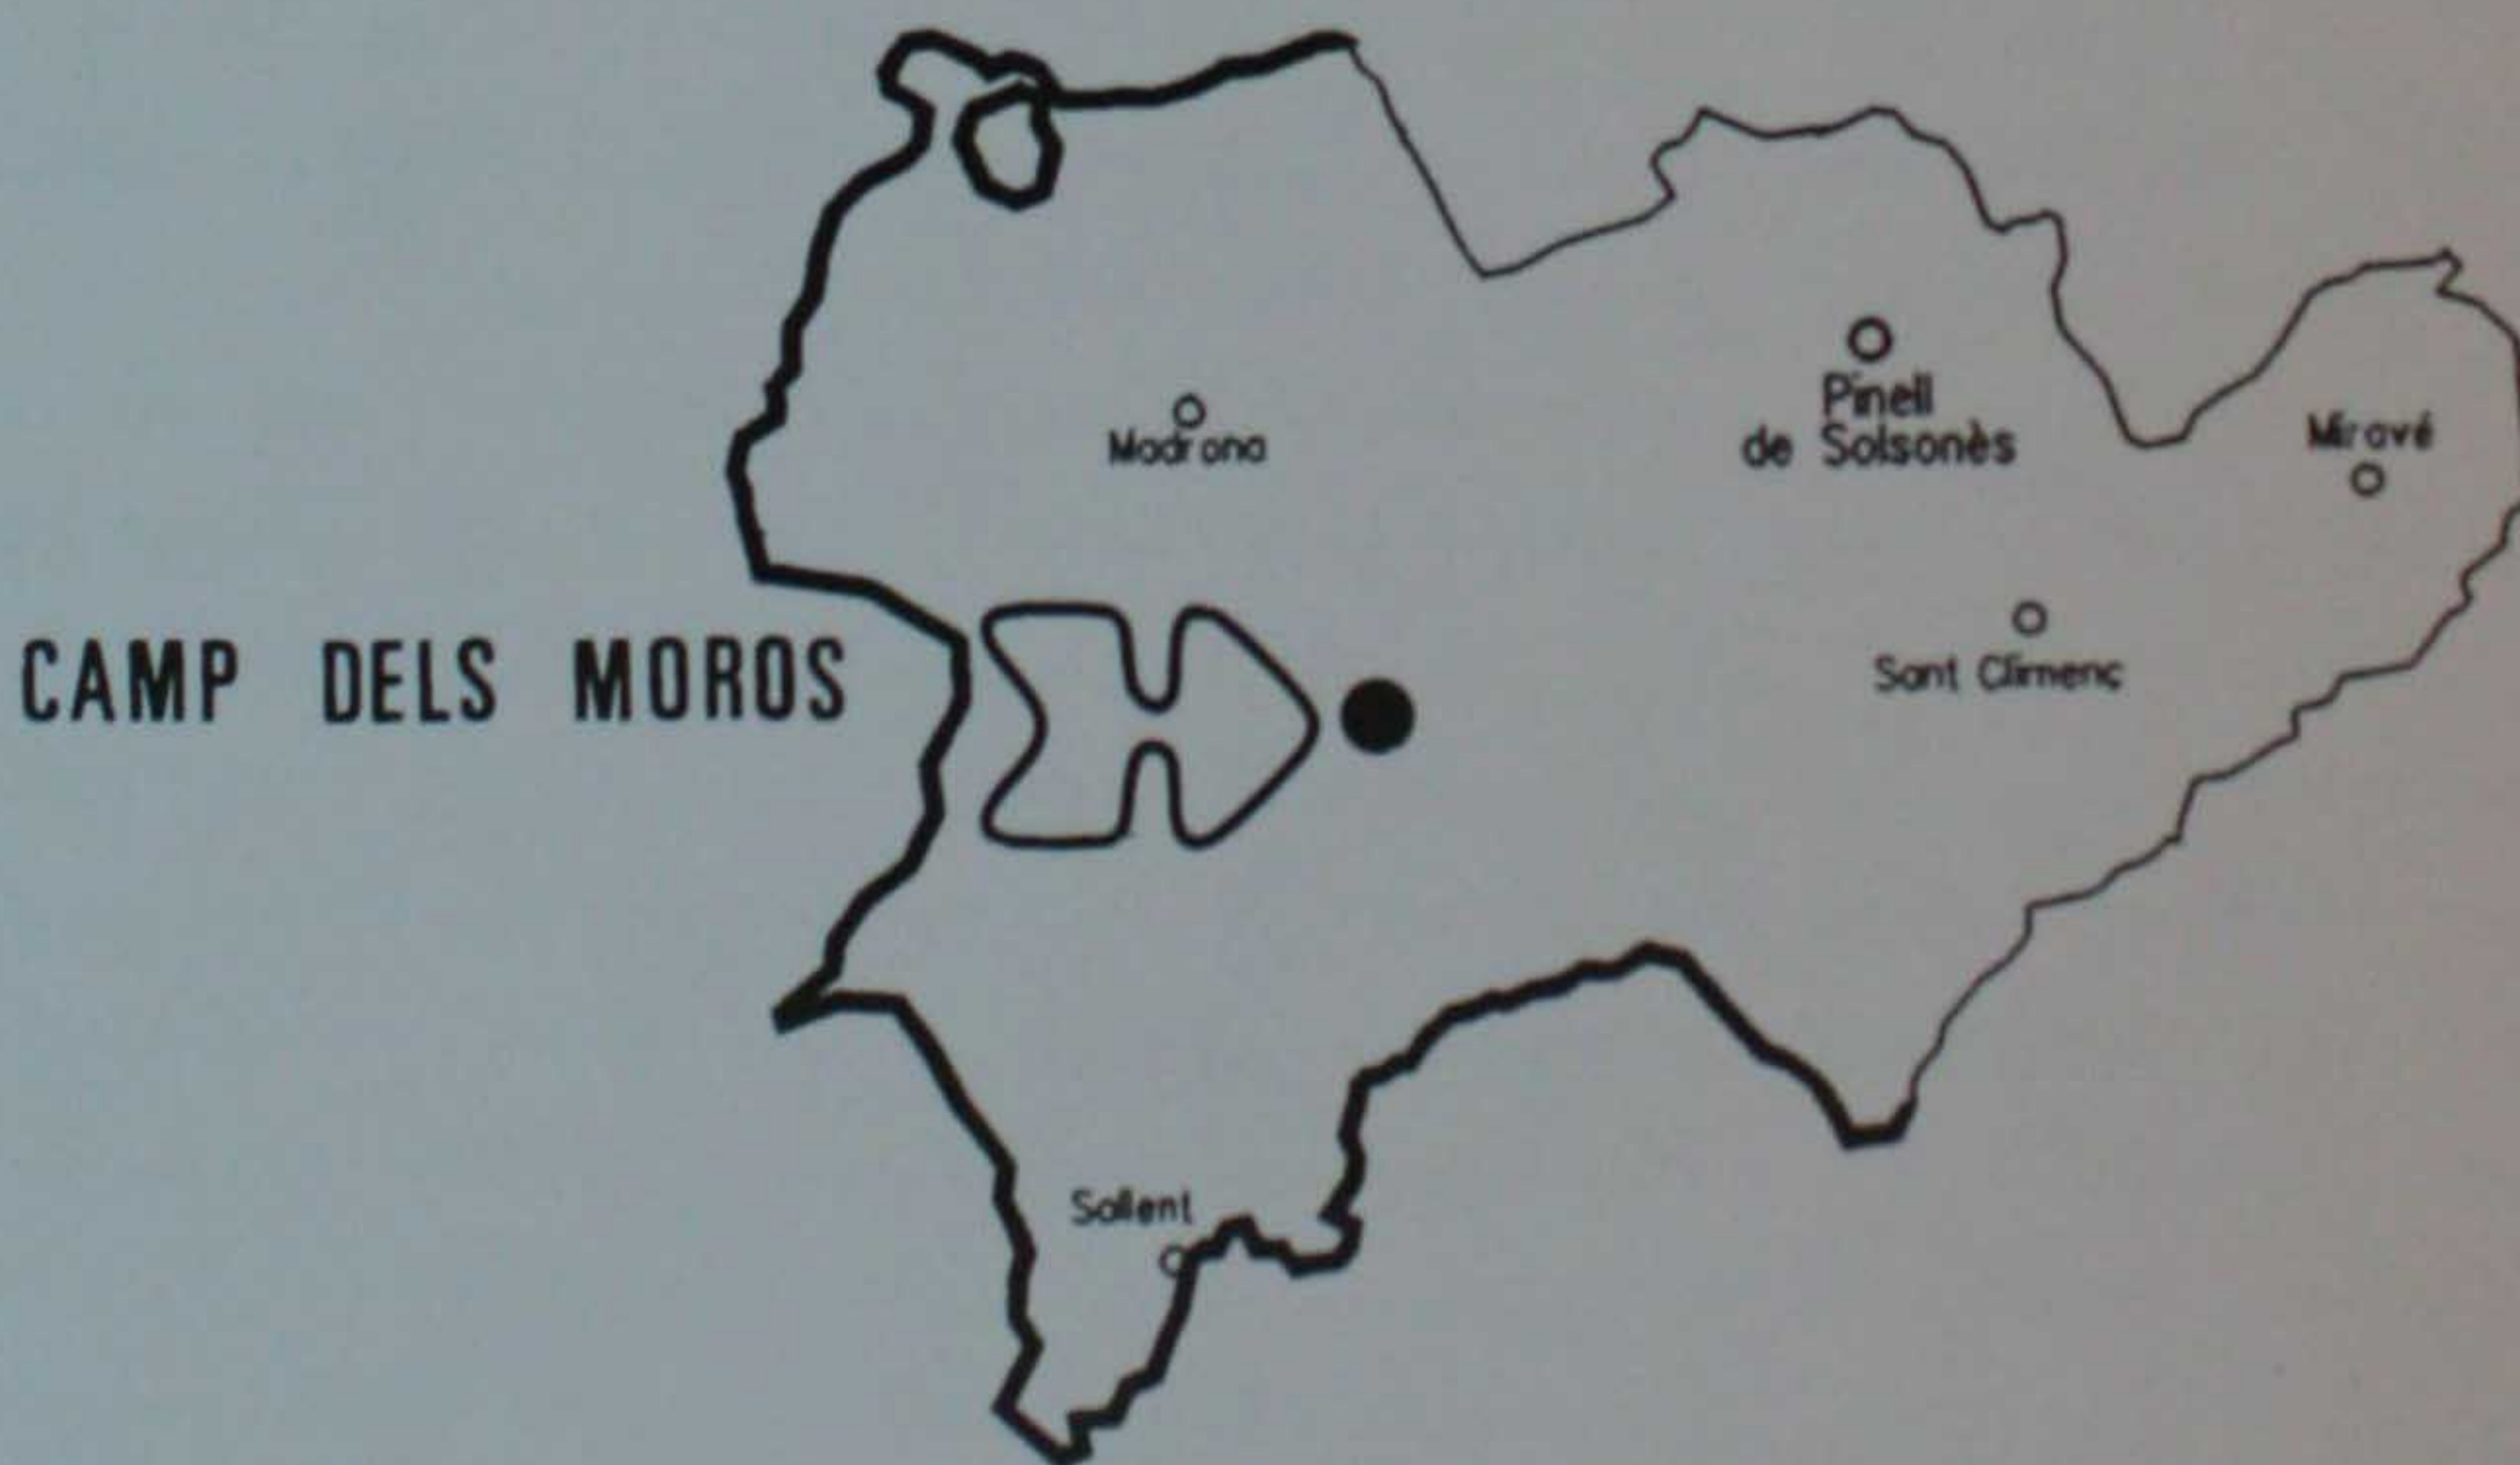 Madrona
Pinell
de Solsonès
Miravé
CAMP DELS MOROS
Sant Climenç
Sallent